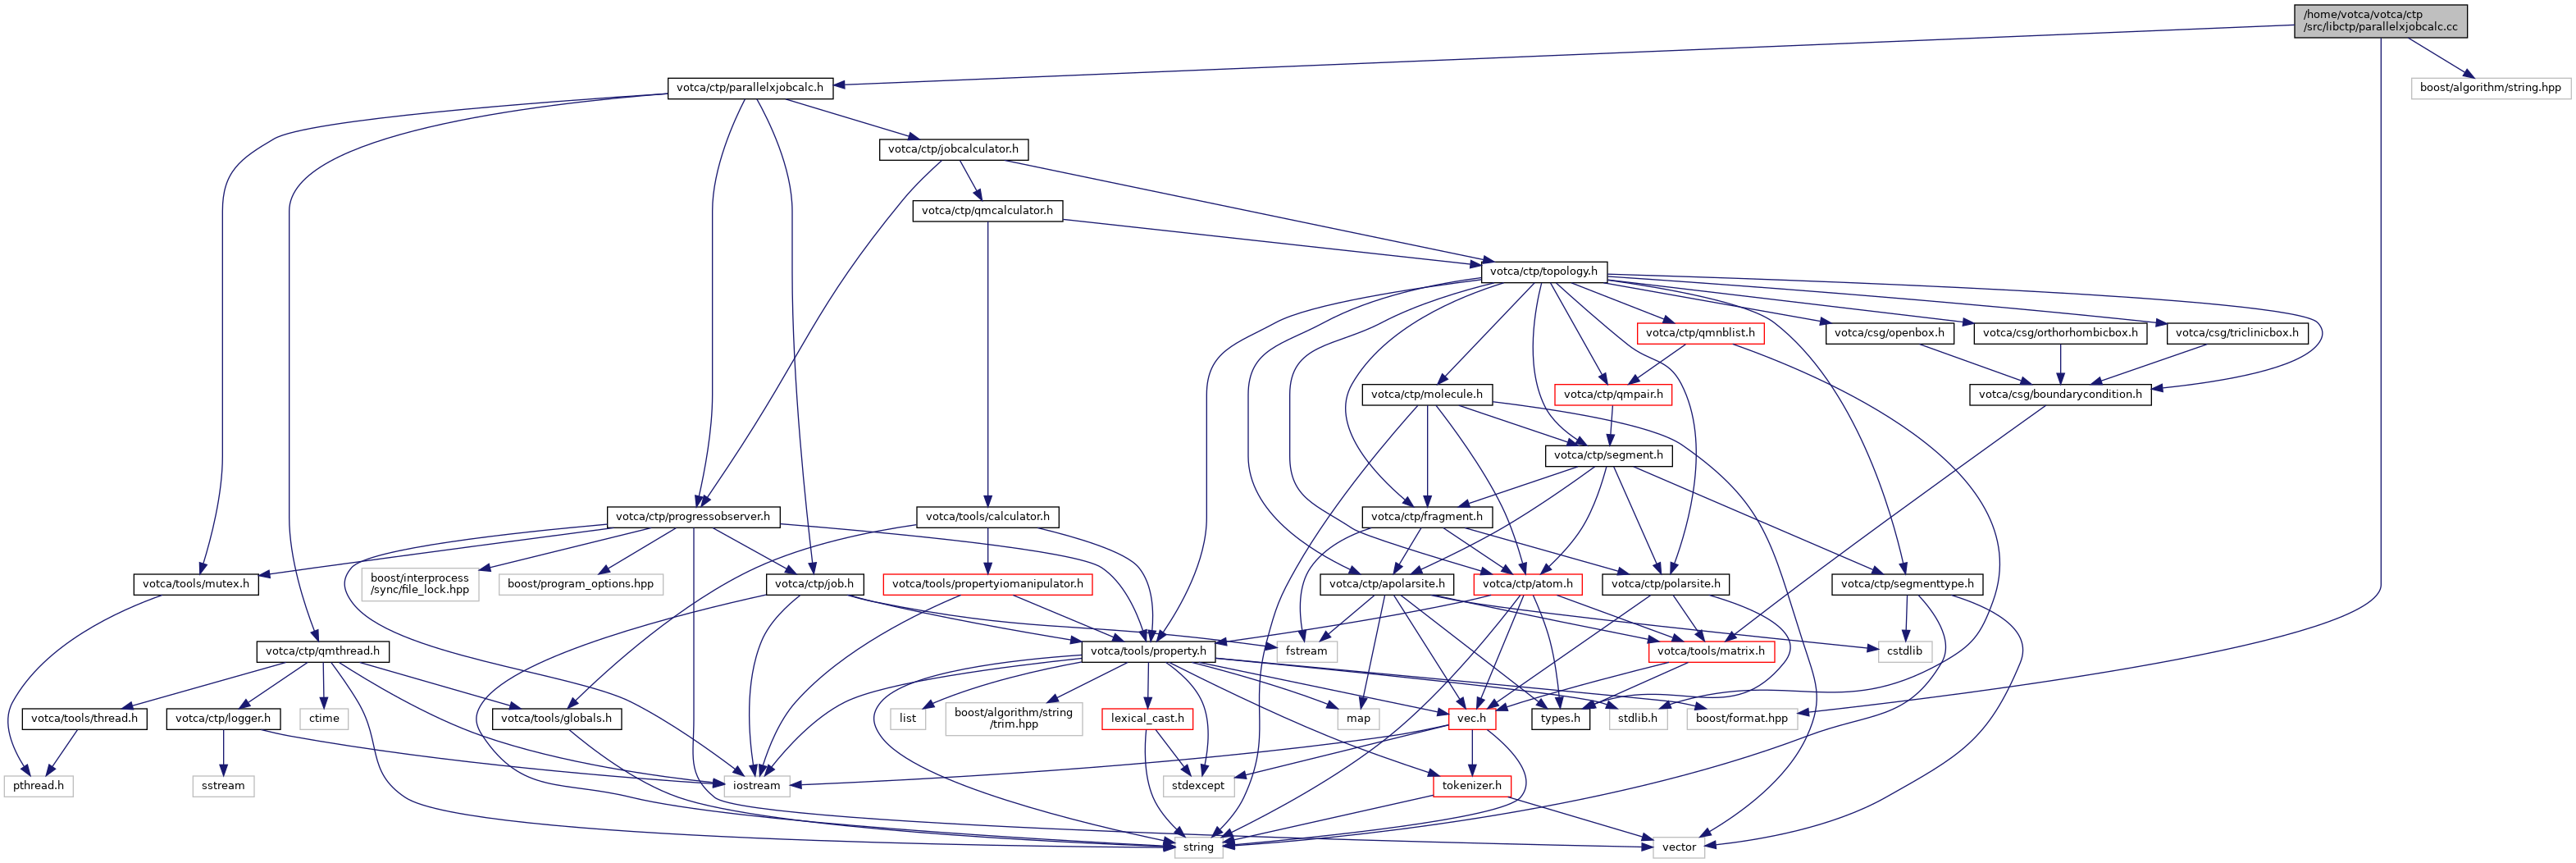 /home/votca/votca/ctp
/src/libctp/parallelxjobcalc.cc
votca/ctp/parallelxjobcalc.h
boost/algorithm/string.hpp
votca/ctp/jobcalculator.h
votca/ctp/qmcalculator.h
votca/ctp/topology.h
votca/ctp/qmnblist.h
votca/csg/openbox.h
votca/csg/orthorhombicbox.h
votca/csg/triclinicbox.h
votca/ctp/molecule.h
votca/ctp/qmpair.h
votca/csg/boundarycondition.h
votca/ctp/segment.h
votca/ctp/progressobserver.h
votca/tools/calculator.h
votca/ctp/fragment.h
votca/tools/mutex.h
boost/interprocess
/sync/file_lock.hpp
boost/program_options.hpp
votca/ctp/job.h
votca/tools/propertyiomanipulator.h
votca/ctp/apolarsite.h
votca/ctp/atom.h
votca/ctp/polarsite.h
votca/ctp/segmenttype.h
votca/ctp/qmthread.h
votca/tools/property.h
fstream
votca/tools/matrix.h
cstdlib
votca/tools/thread.h
votca/ctp/logger.h
ctime
votca/tools/globals.h
list
boost/algorithm/string
/trim.hpp
lexical_cast.h
map
vec.h
types.h
stdlib.h
boost/format.hpp
pthread.h
sstream
iostream
stdexcept
tokenizer.h
string
vector